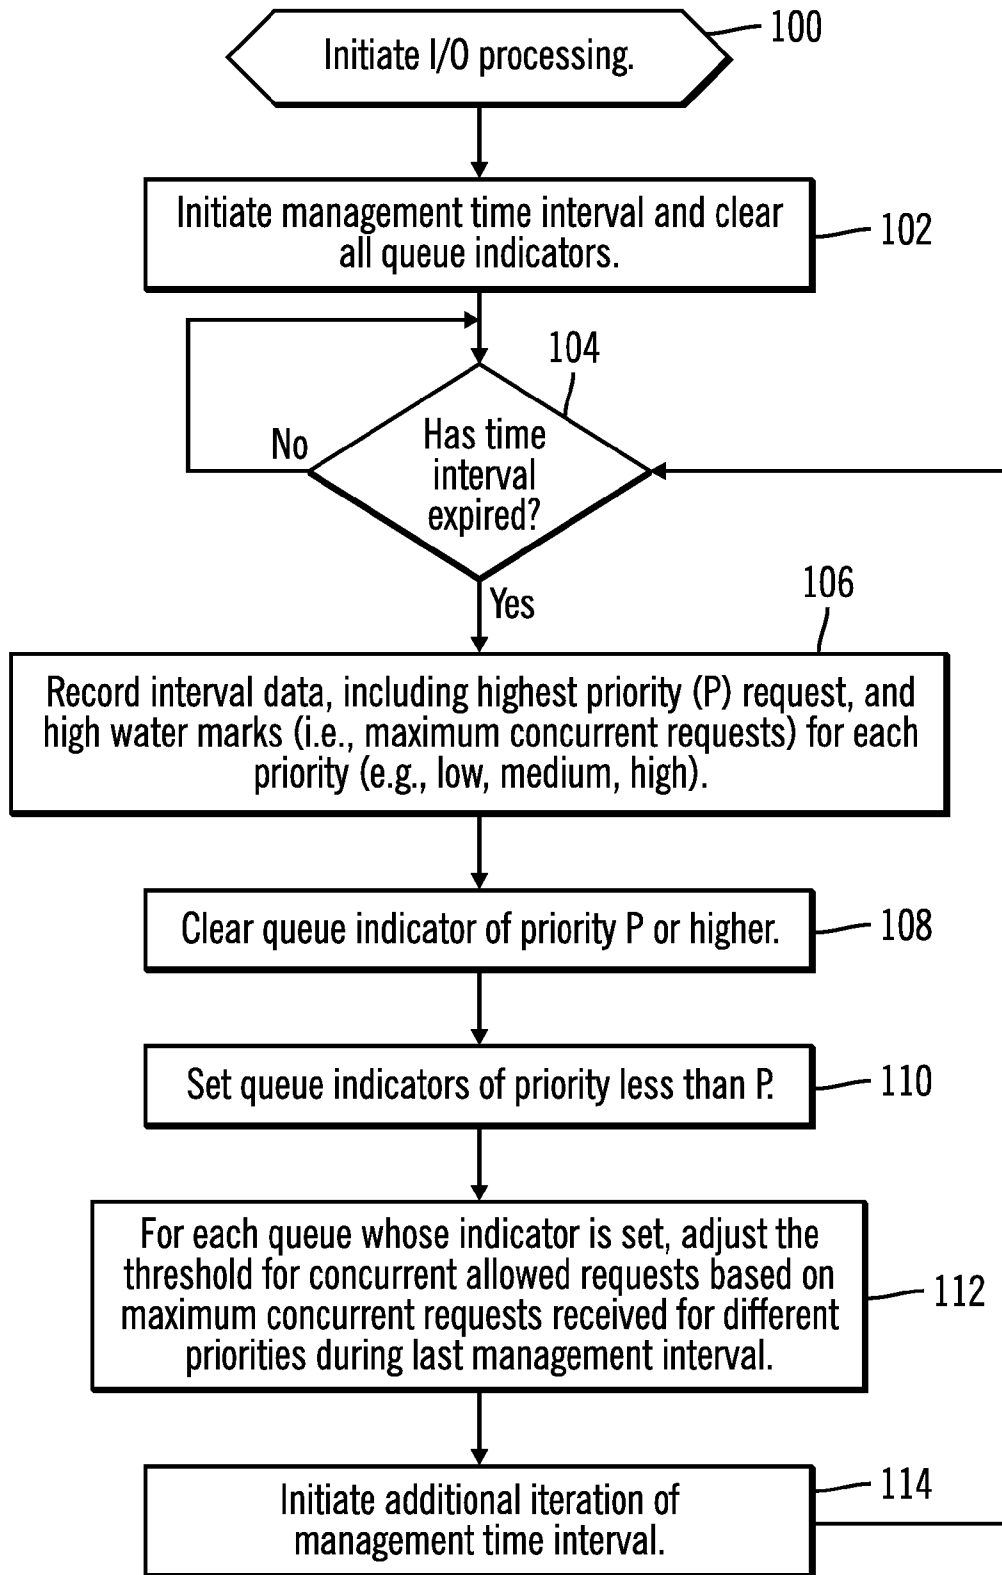 Initiate I/O processing.
100
Initiate management time interval and clear
all queue indicators.
102
104
Has time
interval
expired?
No
Yes
106
Record interval data, including highest priority (P) request, and
high water marks (i.e., maximum concurrent requests) for each
priority (e.g., low, medium, high).
Clear queue indicator of priority P or higher.
108
Set queue indicators of priority less than P.
110
For each queue whose indicator is set, adjust the
threshold for concurrent allowed requests based on
maximum concurrent requests received for different
priorities during last management interval.
112
Initiate additional iteration of
management time interval.
114